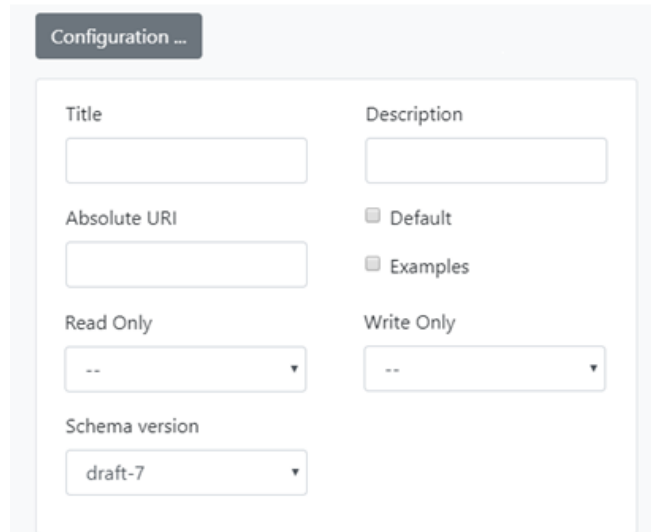 Configuration ...
Title
Description
Absolute URI
Default
Examples
Read Only
Write Only
--
--
Schema version
draft-7